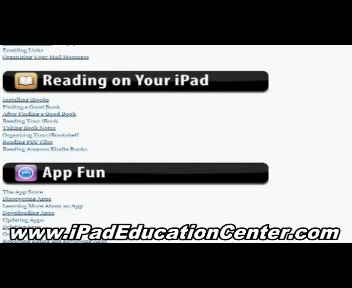 Emailing Links
Organizing Your Mail Messages
Reading on Your iPad
Installing iBooks
Finding a Good Book
After Finding a Good Book
Reading Your iBook
Taking Book Notes
Organizing Your iBookshelf
Reading PDF Files
Reading Amazon Kindle Books
App Fun
The App Store
Discovering Apps
Learning More About an App
Downloading Apps
Updating Apps
www.iPadEducationCenter.com